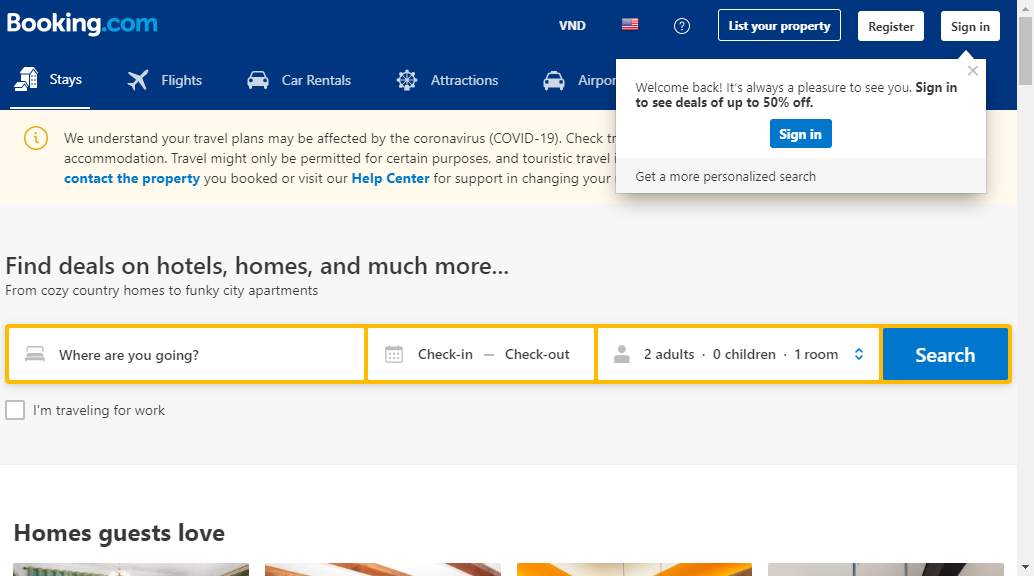 Booking.com
VND
List your property
Register
Sign in
Stays
Flights
Car Rentals
Attractions
Welcome back! It's always a pleasure to see you. Sign in
to see deals of up to 50% off.
Sign in
Get a more personalized search
We understand your travel plans may be affected by the coronavirus (COVID-19). Check
accommodation. Travel might only be permitted for certain purposes, and touristic travel
contact the property you booked or visit our Help Center for support in changing your
Find deals on hotels, homes, and much more...
From cozy country homes to funky city apartments
Where are you going?
Check-in — Check-out
2 adults · 0 children · 1 room
Search
I'm traveling for work
Homes guests love